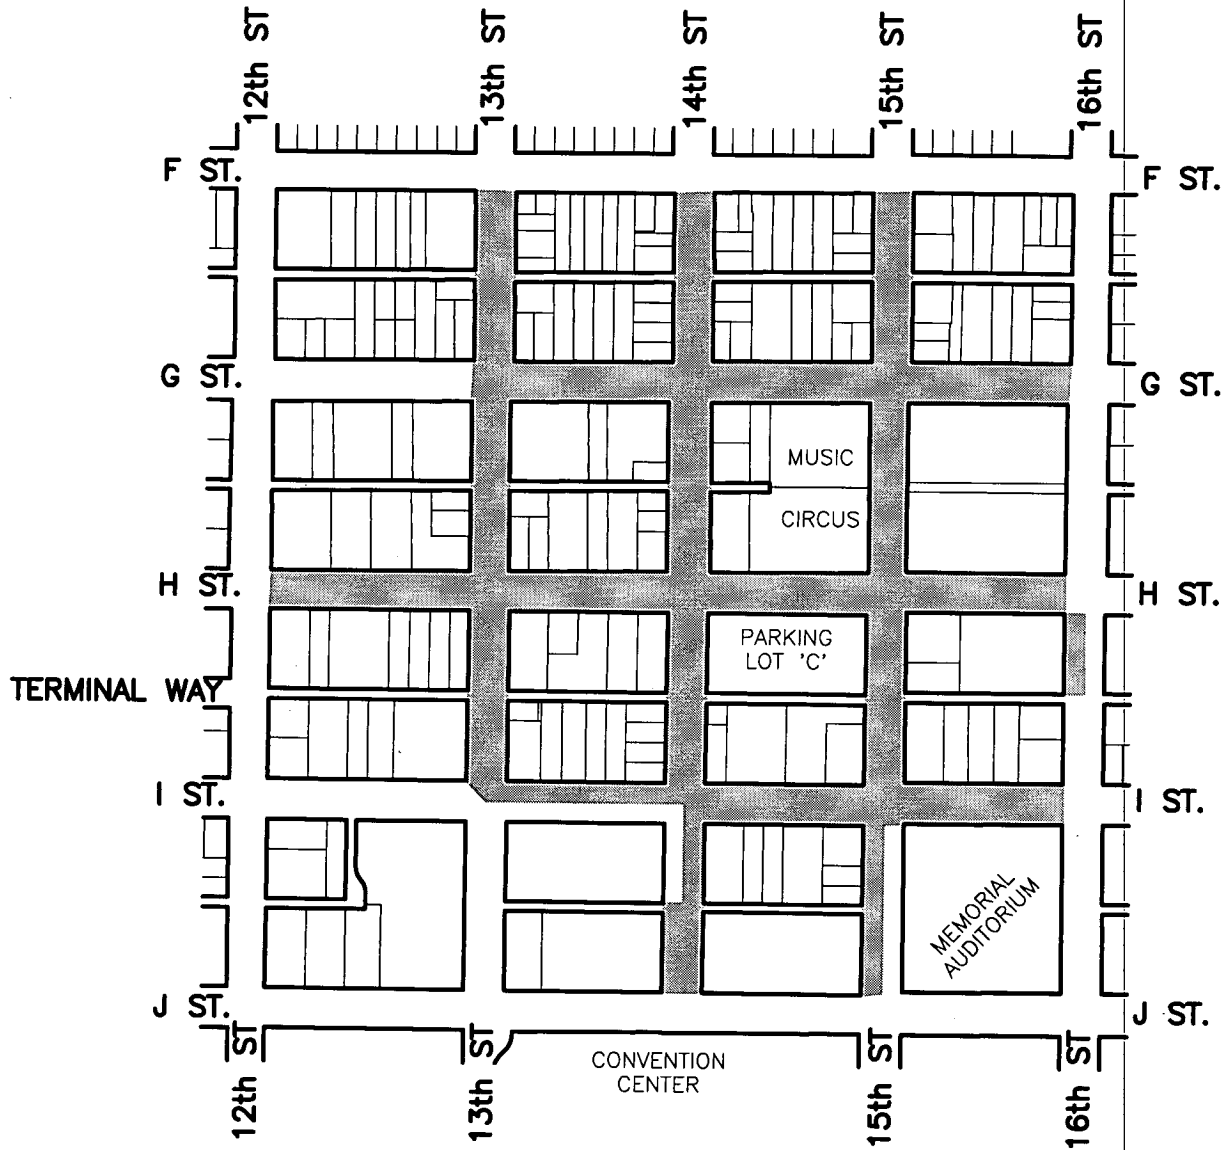 12th ST
13th ST
14th ST
15th ST
16th ST
F ST.
F ST.
G ST.
G ST.
MUSIC
CIRCUS
H ST.
H ST.
PARKING
LOT 'C'
TERMINAL WAY
I ST.
I ST.
MEMORIAL
AUDITORIUM
J ST.
J ST.
CONVENTION
CENTER
12th ST
13th ST
15th ST
16th ST